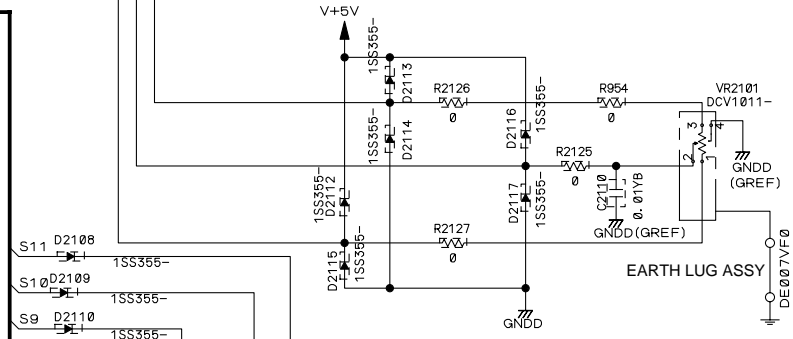 V+5V
1SS355-
D2113
R2126
0
R954
0
VR2101
DCV1011-
1SS355-
D2114
D2116
1SS355-
3
4
2
1
R2125
0
GNDD
(GREF)
1SS355-
D2112
D2117
1SS355-
C2110
0.01YB
GNDD(GREF)
R2127
0
D2115
1SS355-
S11
D2108
1SS355-
S10
D2109
1SS355-
S9
D2110
1SS355-
EARTH LUG ASSY
DE007VF0
GNDD